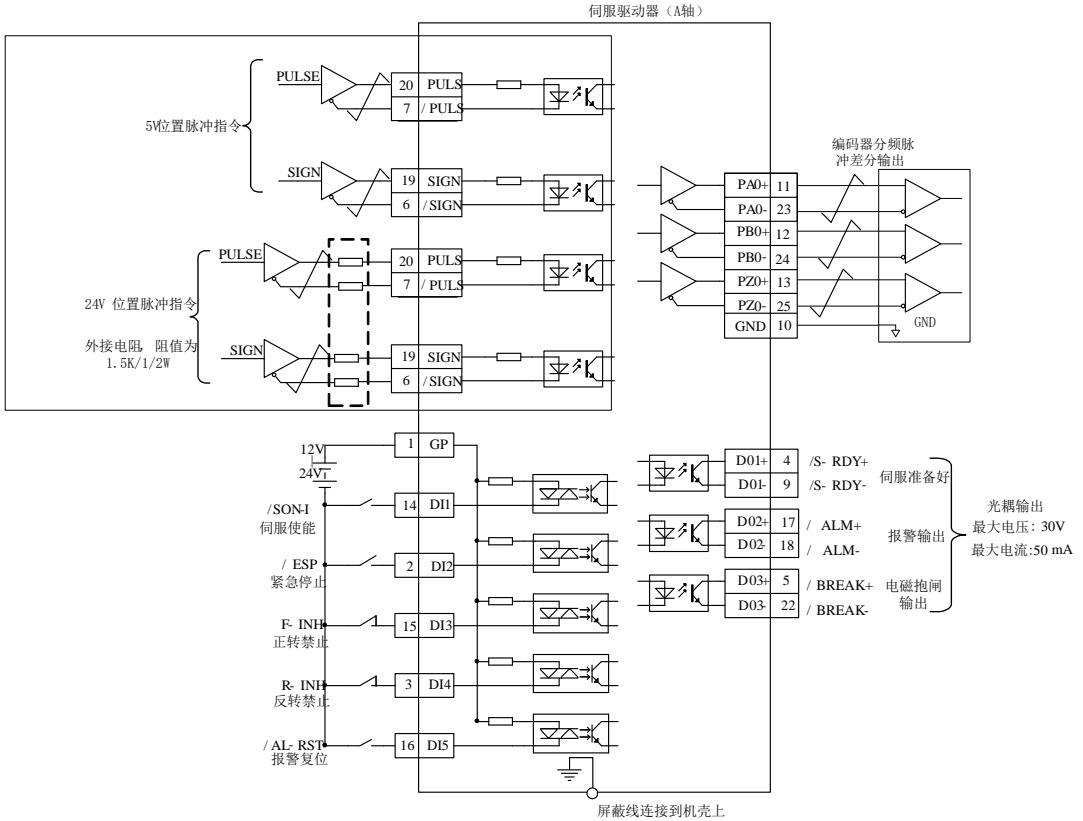 伺服驱动器（A轴）
5V位置脉冲指令
PULSE
20 PULS
7 / PULS
SIGN
19 SIGN
6 /SIGN
24V 位置脉冲指令
外接电阻，阻值为
1.5K/1/2W
PULSE
20 PULS
7 / PULS
SIGN
19 SIGN
6 /SIGN
编码器分频脉
冲差分输出
PA0+ 11
PA0- 23
PB0+ 12
PB0- 24
PZ0+ 13
PZ0- 25
GND 10
GND
12V
24V
1 GP
/SON-I
伺服使能
14 DI1
/ ESP
紧急停止
2 DI2
F- INH
正转禁止
15 DI3
R- INH
反转禁止
3 DI4
/ AL- RST
报警复位
16 DI5
D01+ 4 /S- RDY+
D01- 9 /S- RDY-
伺服准备好
D02+ 17 / ALM+
D02- 18 / ALM-
报警输出
D03+ 5 / BREAK+
D03- 22 / BREAK-
电磁抱闸
输出
光耦输出
最大电压：30V
最大电流:50 mA
屏蔽线连接到机壳上